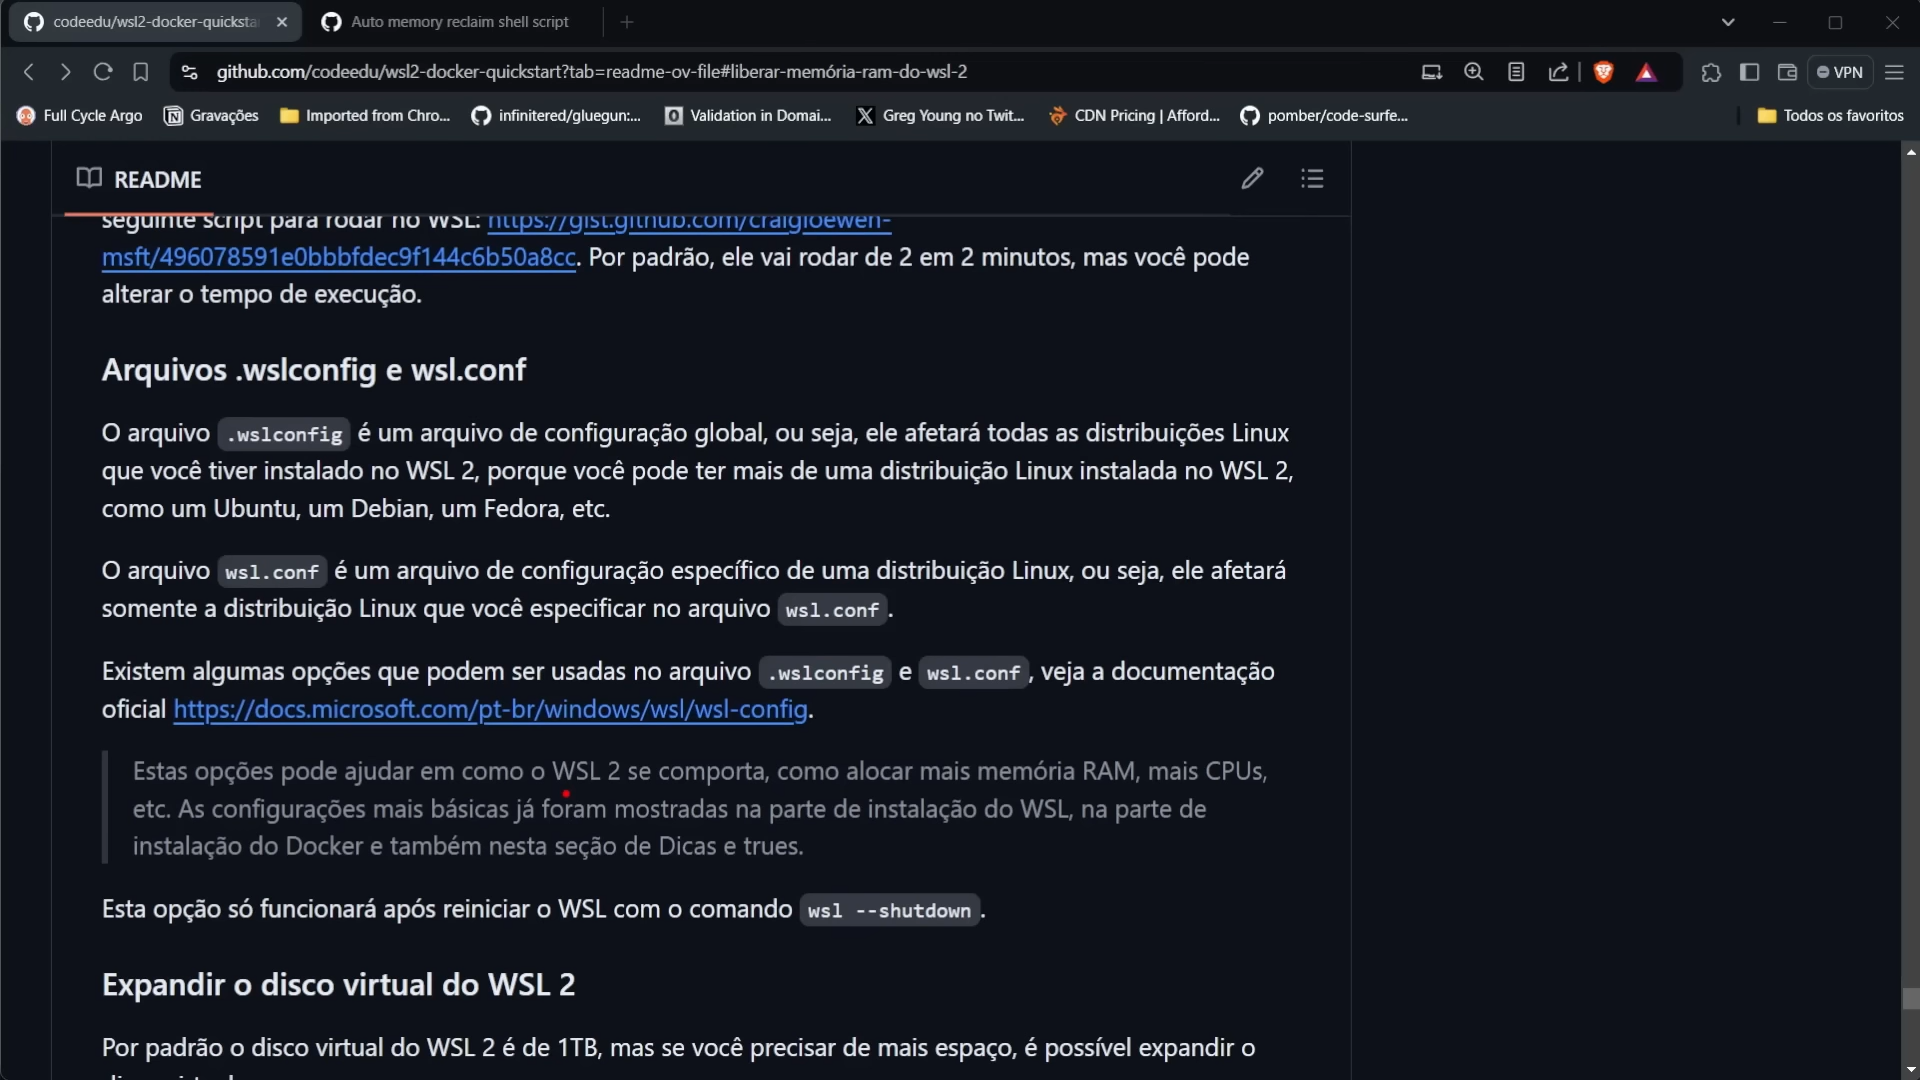 codeedu/wsl2-docker-quicksta
Auto memory reclaim shell script
github.com/codeedu/wsl2-docker-quickstart?tab=readme-ov-file#liberar-memória-ram-do-wsl-2
VPN
Full Cycle Argo
Gravações
Imported from Chro...
infinitered/gluegun:...
Validation in Domai...
Greg Young no Twit...
CDN Pricing | Afford...
pomber/code-surfe...
Todos os favoritos
README
seguinte script para rodar no WSL: https://gist.github.com/craigloewen-
msft/496078591e0bbbfdec9f144c6b50a8cc. Por padrão, ele vai rodar de 2 em 2 minutos, mas você pode
alterar o tempo de execução.
Arquivos .wslconfig e wsl.conf
O arquivo .wslconfig é um arquivo de configuração global, ou seja, ele afetará todas as distribuições Linux
que você tiver instalado no WSL 2, porque você pode ter mais de uma distribuição Linux instalada no WSL 2,
como um Ubuntu, um Debian, um Fedora, etc.
O arquivo wsl.conf é um arquivo de configuração específico de uma distribuição Linux, ou seja, ele afetará
somente a distribuição Linux que você especificar no arquivo wsl.conf.
Existem algumas opções que podem ser usadas no arquivo .wslconfig e wsl.conf, veja a documentação
oficial https://docs.microsoft.com/pt-br/windows/wsl/wsl-config.
Estas opções pode ajudar em como o WSL 2 se comporta, como alocar mais memória RAM, mais CPUs,
etc. As configurações mais básicas já foram mostradas na parte de instalação do WSL, na parte de
instalação do Docker e também nesta seção de Dicas e trues.
Esta opção só funcionará após reiniciar o WSL com o comando wsl --shutdown.
Expandir o disco virtual do WSL 2
Por padrão o disco virtual do WSL 2 é de 1TB, mas se você precisar de mais espaço, é possível expandir o